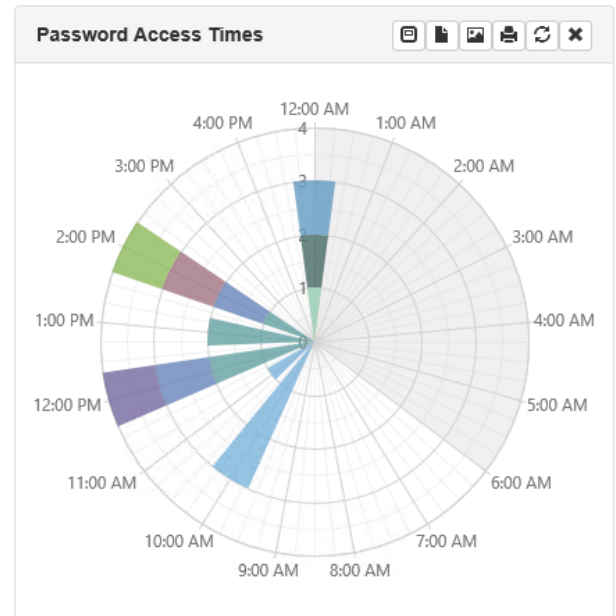 Password Access Times
12:00 AM
1:00 AM
2:00 AM
3:00 AM
4:00 AM
5:00 AM
6:00 AM
7:00 AM
8:00 AM
9:00 AM
10:00 AM
11:00 AM
12:00 PM
1:00 PM
2:00 PM
3:00 PM
4:00 PM
4
3
2
1
0